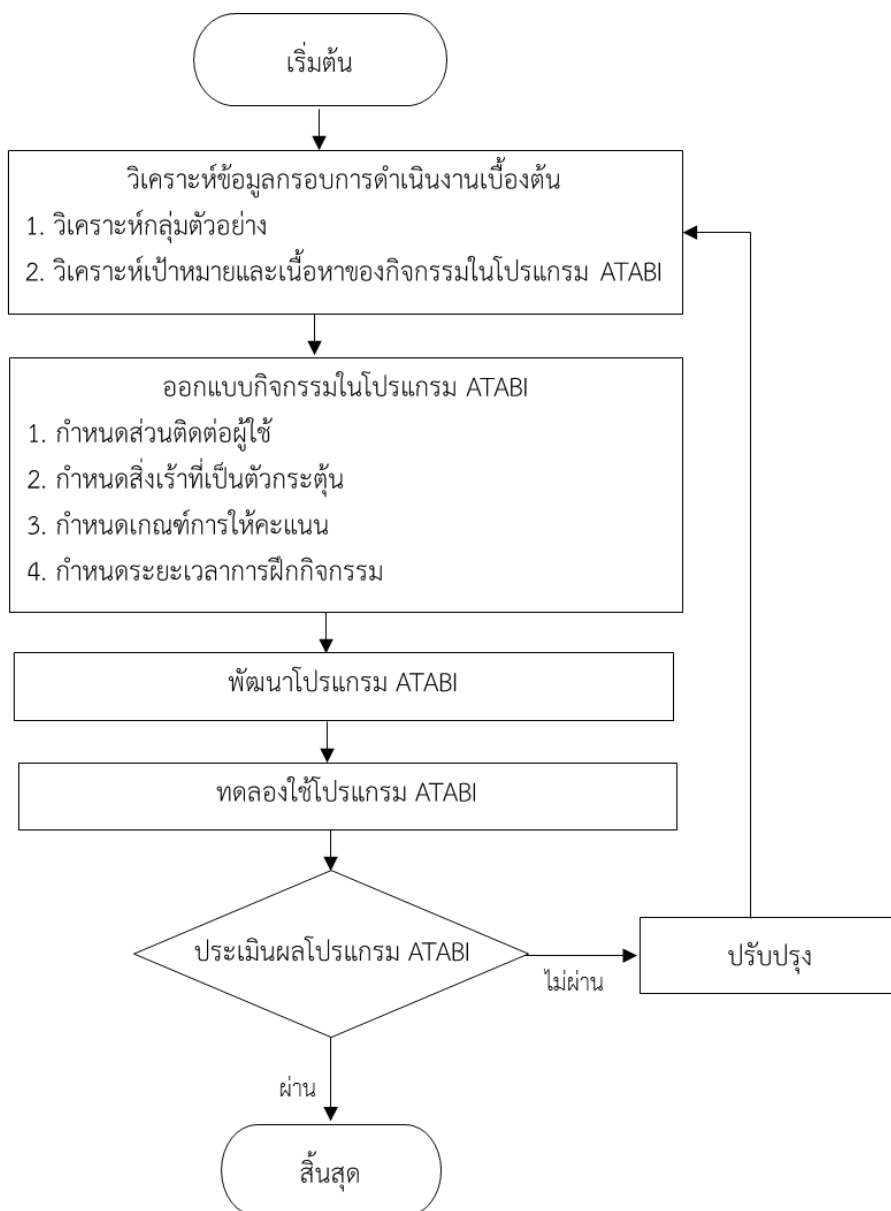 เริ่มต้น
วิเคราะห์ข้อมูลกรอบการดำเนินงานเบื้องต้น
1. วิเคราะห์กลุ่มตัวอย่าง
2. วิเคราะห์เป้าหมายและเนื้อหาของกิจกรรมในโปรแกรม ATABI
ออกแบบกิจกรรมในโปรแกรม ATABI
1. กำหนดส่วนติดต่อผู้ใช้
2. กำหนดสิ่งเร้าที่เป็นตัวกระตุ้น
3. กำหนดเกณฑ์การให้คะแนน
4. กำหนดระยะเวลาการฝึกกิจกรรม
พัฒนาโปรแกรม ATABI
ทดลองใช้โปรแกรม ATABI
ประเมินผลโปรแกรม ATABI
ไม่ผ่าน
ปรับปรุง
ผ่าน
สิ้นสุด